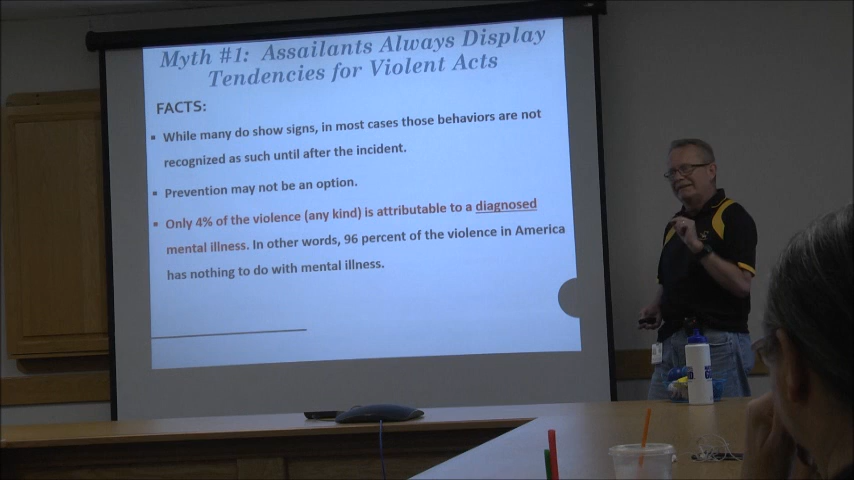 Myth #1: Assailants Always Display
Tendencies for Violent Acts
FACTS:
▪ While many do show signs, in most cases those behaviors are not
recognized as such until after the incident.
▪ Prevention may not be an option.
▪ Only 4% of the violence (any kind) is attributable to a diagnosed
mental illness. In other words, 96 percent of the violence in America
has nothing to do with mental illness.